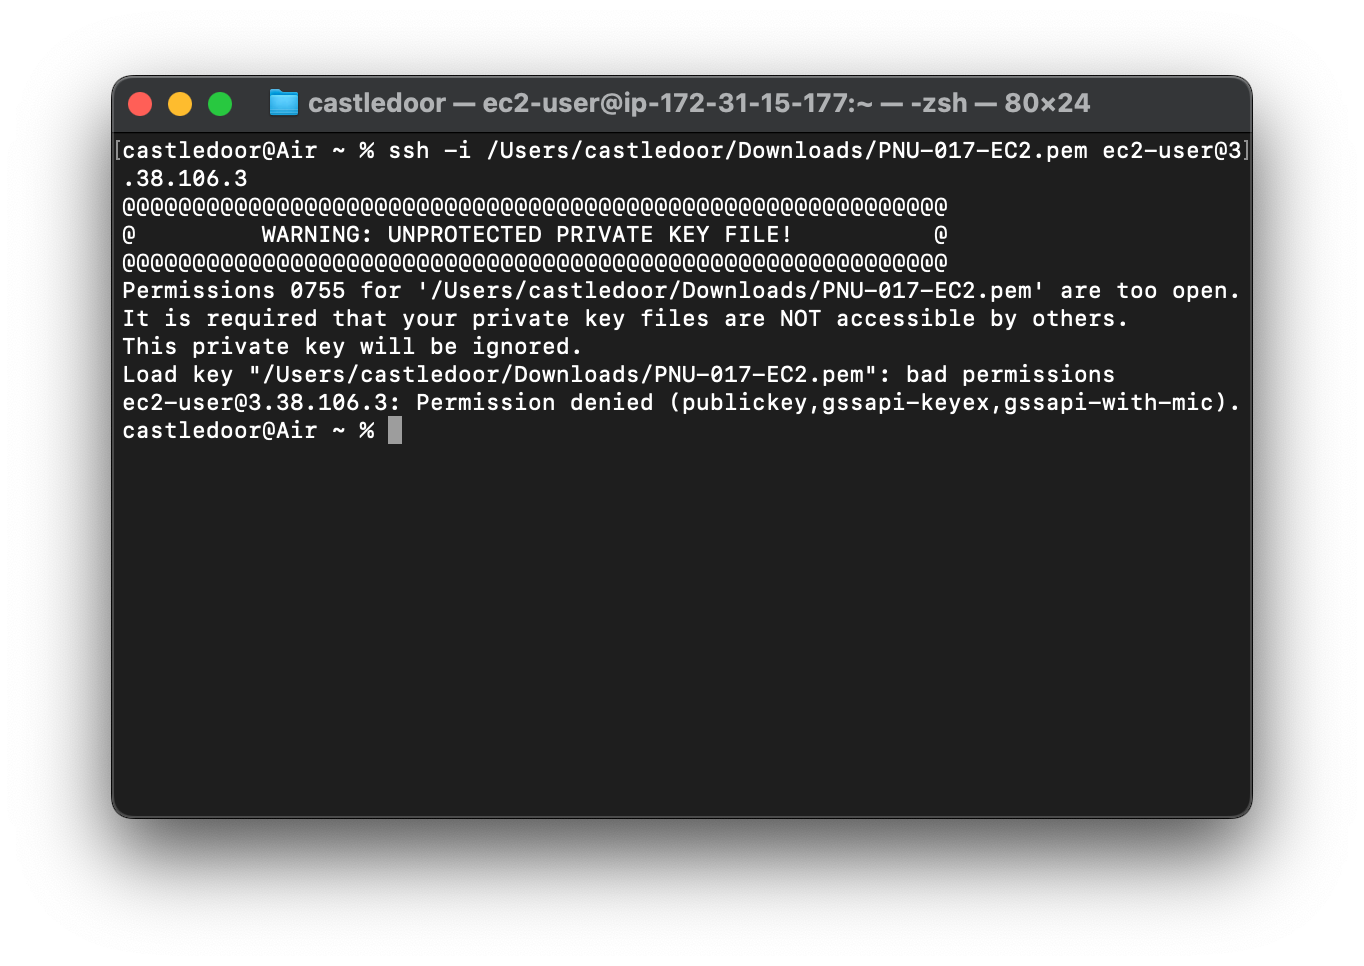 castledoor — ec2-user@ip-172-31-15-177:~ — -zsh — 80×24
[castledoor@Air ~ % ssh -i /Users/castledoor/Downloads/PNU-017-EC2.pem ec2-user@3]
.38.106.3
@@@@@@@@@@@@@@@@@@@@@@@@@@@@@@@@@@@@@@@@@@@@@@@@@@@@@@@@@@@
@         WARNING: UNPROTECTED PRIVATE KEY FILE!          @
@@@@@@@@@@@@@@@@@@@@@@@@@@@@@@@@@@@@@@@@@@@@@@@@@@@@@@@@@@@
Permissions 0755 for '/Users/castledoor/Downloads/PNU-017-EC2.pem' are too open.
It is required that your private key files are NOT accessible by others.
This private key will be ignored.
Load key "/Users/castledoor/Downloads/PNU-017-EC2.pem": bad permissions
ec2-user@3.38.106.3: Permission denied (publickey,gssapi-keyex,gssapi-with-mic).
castledoor@Air ~ %